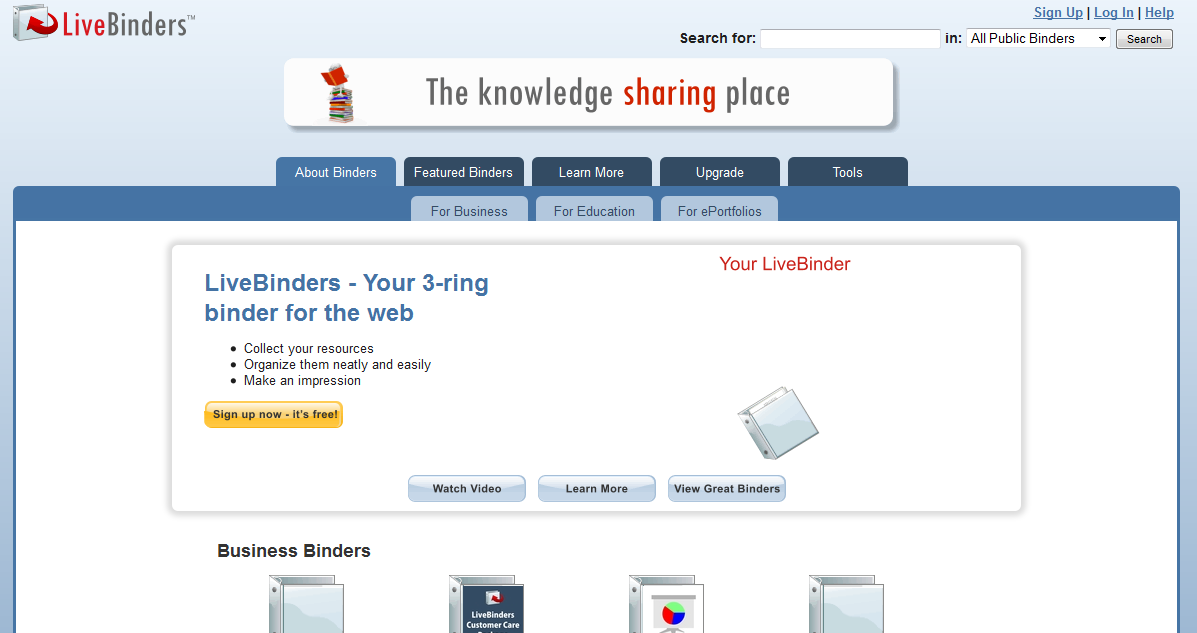 LiveBinders™
Sign Up | Log In | Help
Search for: in: All Public Binders Search
The knowledge sharing place
About Binders Featured Binders Learn More Upgrade Tools
For Business For Education For ePortfolios
Your LiveBinder
LiveBinders - Your 3-ring
binder for the web
• Collect your resources
• Organize them neatly and easily
• Make an impression
Sign up now - it's free!
Watch Video Learn More View Great Binders
Business Binders
LiveBinders
Customer Care